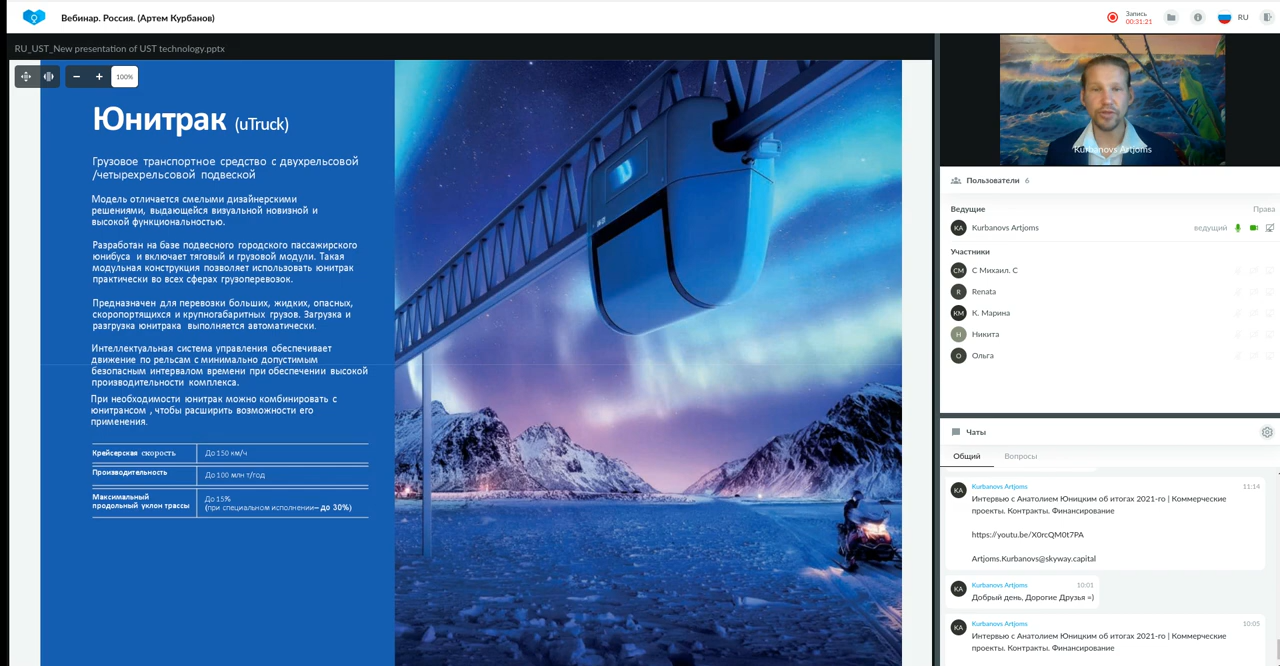 Вебинар. Россия. (Артем Курбанов)
Запись
00:31:21
RU
RU_UST_New presentation of UST technology.pptx
100%
Юнитрак (uTruck)
Грузовое транспортное средство с двухрельсовой
/четырехрельсовой подвеской
Модель отличается смелыми дизайнерскими
решениями, выдающейся визуальной новизной и
высокой функциональностью.
Разработан на базе подвесного городского пассажирского
юнибуса и включает тяговый и грузовой модули. Такая
модульная конструкция позволяет использовать юнитрак
практически во всех сферах грузоперевозок.
Предназначен для перевозки больших, жидких, опасных,
скоропортящихся и крупногабаритных грузов. Загрузка и
разгрузка юнитрака выполняется автоматически.
Интеллектуальная система управления обеспечивает
движение по рельсам с минимально допустимым
безопасным интервалом времени при обеспечении высокой
производительности комплекса.
При необходимости юнитрак можно комбинировать с
юнитрансом , чтобы расширить возможности его
применения.
Крейсерская скорость До 150 км/ч
Производительность До 100 млн т/год
Максимальный
продольный уклон трассы
До 15%
(при специальном исполнении– до 30%)
Kurbanovs Artjoms
Пользователи 6
Ведущие Права
KA Kurbanovs Artjoms ведущий
Участники
СМ С Михаил. С
R Renata
КМ К. Марина
Н Никита
О Ольга
Чаты
Общий Вопросы
KA Kurbanovs Artjoms 11:14
Интервью с Анатолием Юницким об итогах 2021-го | Коммерческие
проекты. Контракты. Финансирование
https://youtu.be/X0rcQM0t7PA
Artjoms.Kurbanovs@skyway.capital
KA Kurbanovs Artjoms 10:01
Добрый день, Дорогие Друзья =)
KA Kurbanovs Artjoms 10:05
Интервью с Анатолием Юницким об итогах 2021-го | Коммерческие
проекты. Контракты. Финансирование